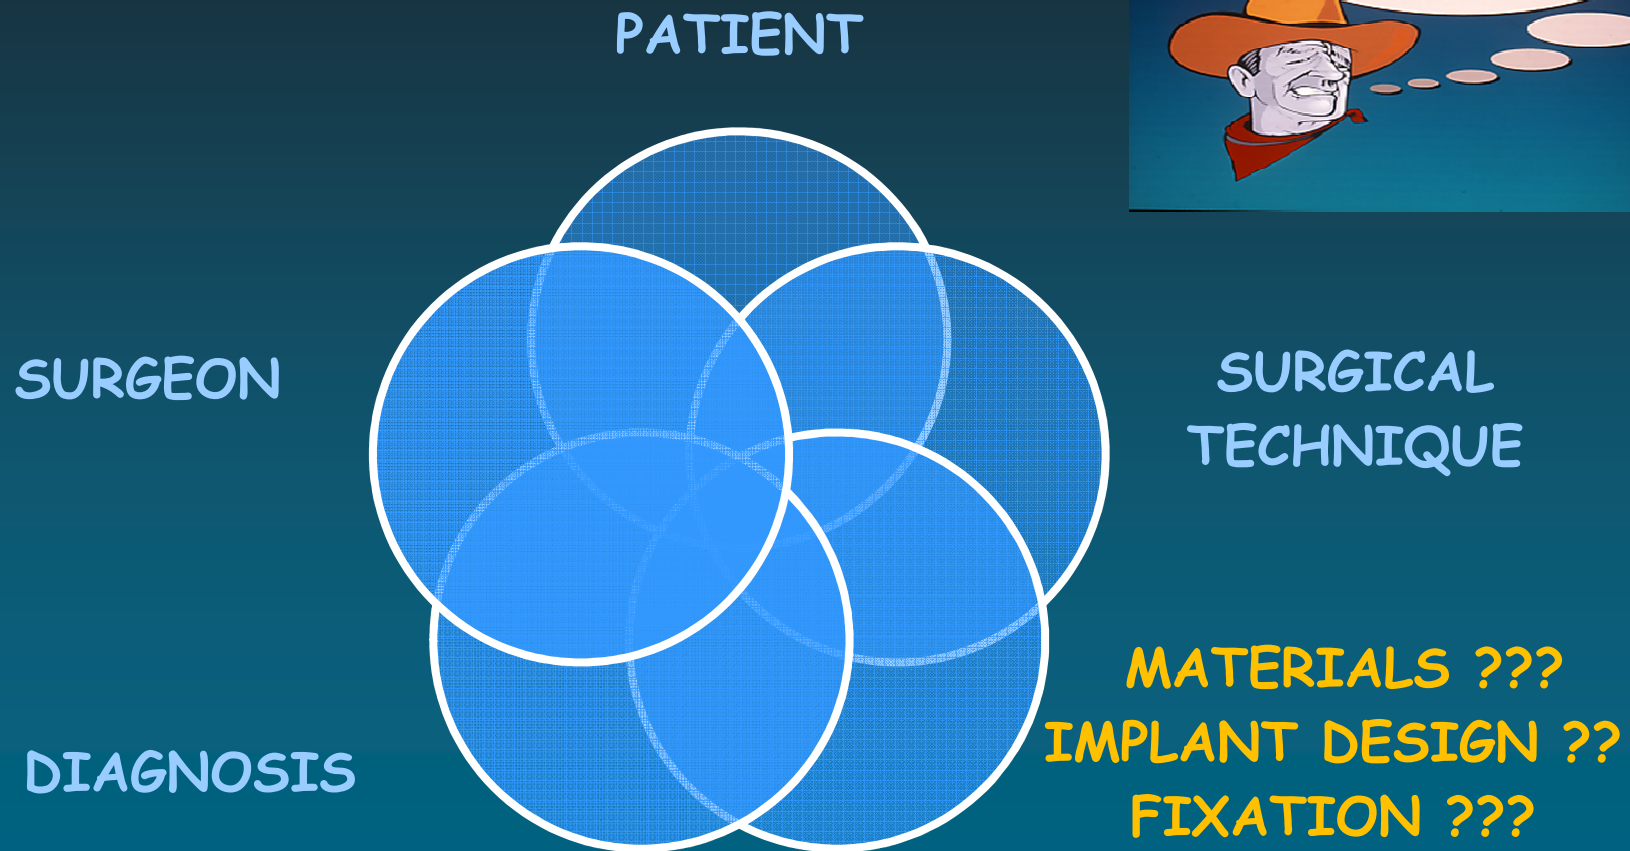 PATIENT
SURGEON
SURGICAL
TECHNIQUE
DIAGNOSIS
MATERIALS ???
IMPLANT DESIGN ??
FIXATION ???